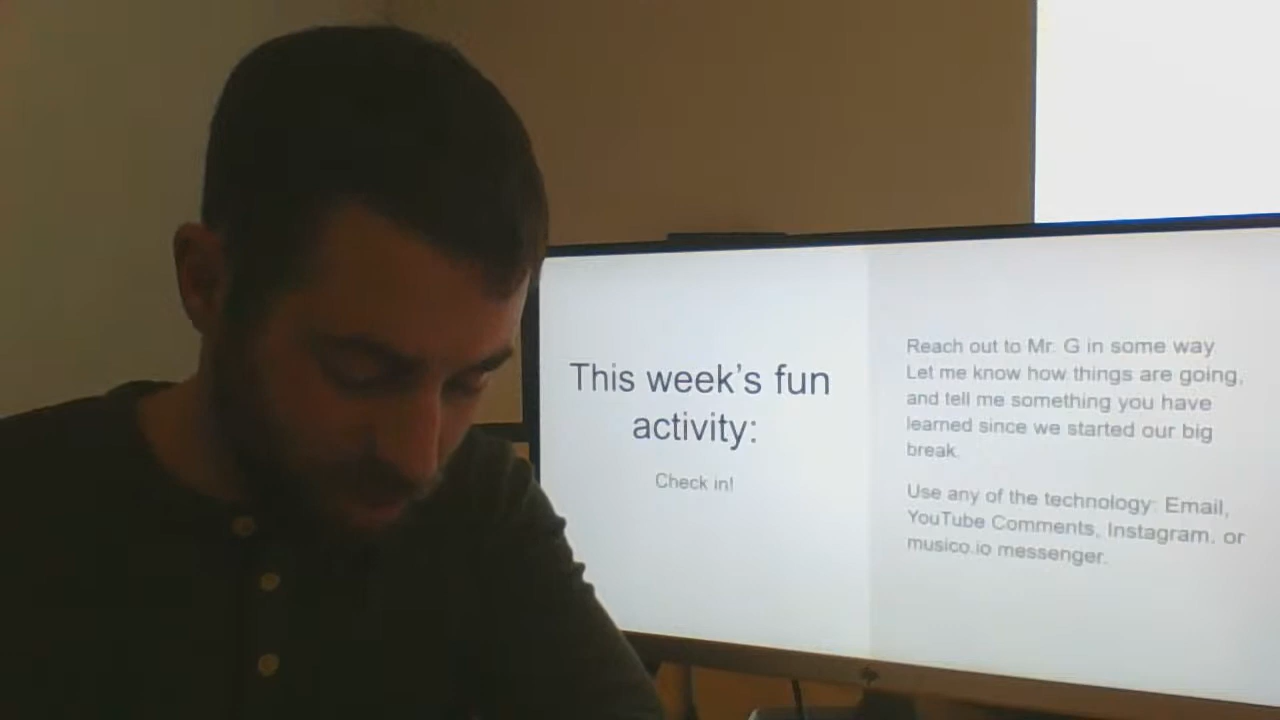 This week's fun
activity:
Check in!
Reach out to Mr. G in some way
Let me know how things are going,
and tell me something you have
learned since we started our big
break.
Use any of the technology: Email,
YouTube Comments, Instagram. or
musico.io messenger.